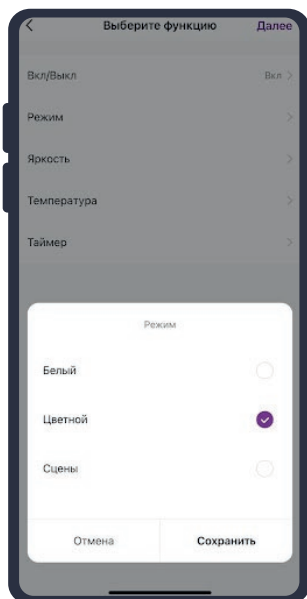 Выберите функцию Далее
Вкл/Выкл Вкл
Режим
Яркость
Температура
Таймер
Режим
Белый
Цветной
Сцены
Отмена Сохранить